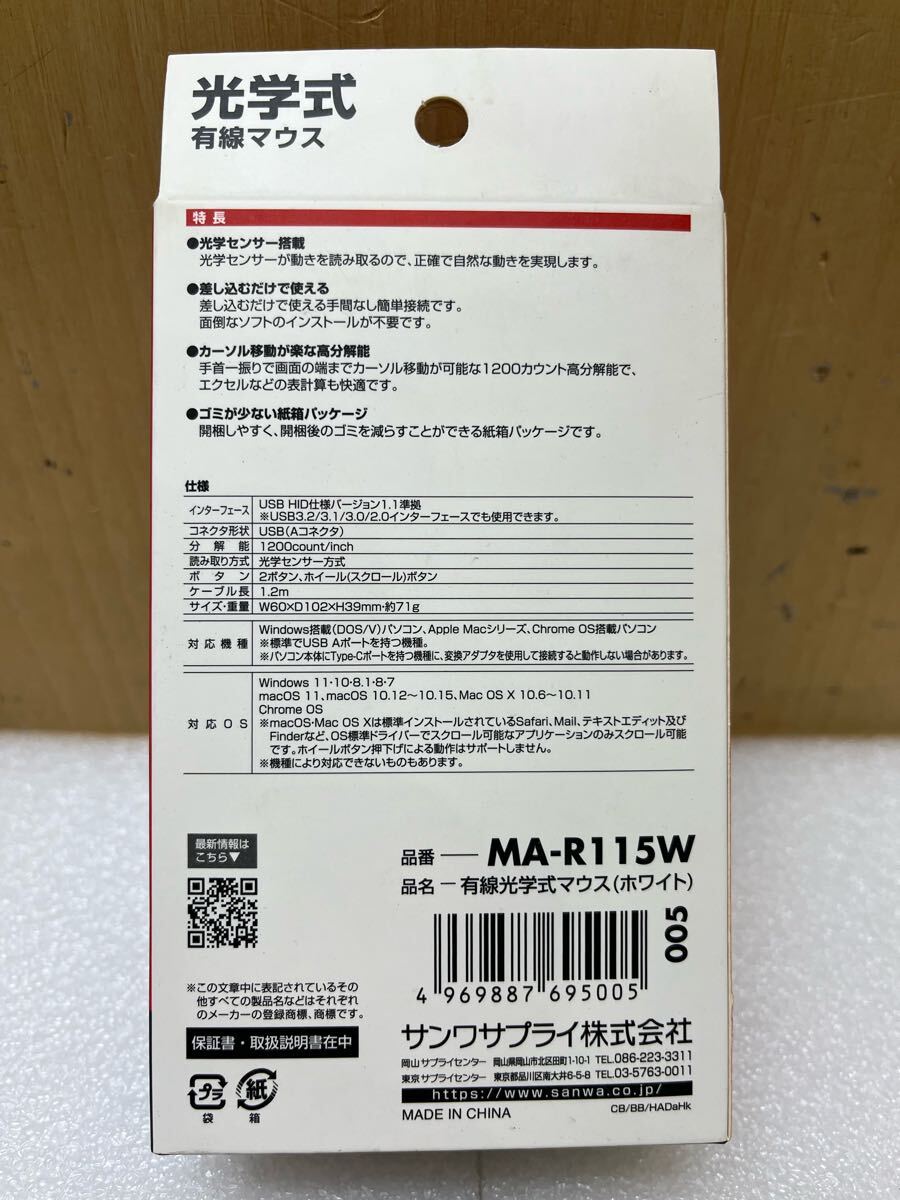 光学式
有線マウス
特長
●光学センサー搭載
光学センサーが動きを読み取るので、正確で自然な動きを実現します。
●差し込むだけで使える
差し込むだけで使える手間なし簡単接続です。
面倒なソフトのインストールが不要です。
●カーソル移動が楽な高分解能
手首一振りで画面の端までカーソル移動が可能な1200カウント高分解能で、
エクセルなどの表計算も快適です。
●ゴミが少ない紙箱パッケージ
開梱しやすく、開梱後のゴミを減らすことができる紙箱パッケージです。
仕様
インターフェース USB HID仕様バージョン1.1準拠
※USB3.2/3.1/3.0/2.0インターフェースでも使用できます。
コネクタ形状 USB(Aコネクタ)
分解能 1200count/inch
読み取り方式 光学センサー方式
ボタン 2ボタン、ホイール(スクロール)ボタン
ケーブル長 1.2m
サイズ・重量 W60×D102×H39mm・約71g
対応機種 Windows搭載(DOS/V)パソコン、Apple Macシリーズ、Chrome OS搭載パソコン
※標準でUSB Aポートを持つ機種。
※パソコン本体にType-Cポートを持つ機種に、変換アダプタを使用して接続すると動作しない場合があります。
対応OS Windows 11・10・8.1・8・7
macOS 11、macOS 10.12〜10.15、Mac OS X 10.6〜10.11
Chrome OS
※macOS・Mac OS Xは標準インストールされているSafari、Mail、テキストエディット及び
Finderなど、OS標準ドライバーでスクロール可能なアプリケーションのみスクロール可能
です。ホイールボタン押下げによる動作はサポートしません。
※機種により対応できないものもあります。
最新情報は
こちら▼
品番 ― MA-R115W
品名 ― 有線光学式マウス(ホワイト)
005
4 969887 695005
※この文章中に表記されているその
他すべての製品名などはそれぞれ
のメーカーの登録商標、商標です。
保証書・取扱説明書在中
プラ
袋
紙
箱
サンワサプライ株式会社
岡山サプライセンター 岡山県岡山市北区田町1-10-1 TEL.086-223-3311
東京サプライセンター 東京都品川区南大井6-5-8 TEL.03-5763-0011
https://www.sanwa.co.jp/
MADE IN CHINA
CB/BB/HADaHk